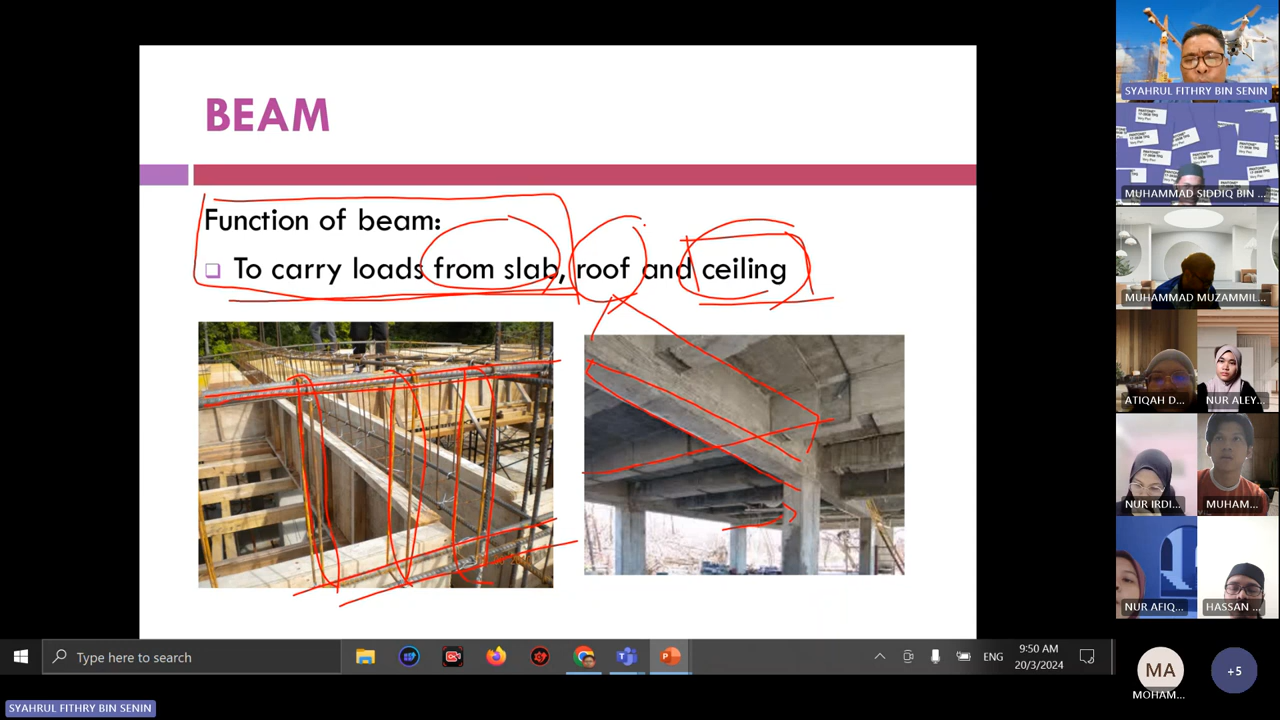 BEAM
Function of beam:
To carry loads from slab, roof and ceiling
SYAHRUL FITHRY BIN SENIN
MUHAMMAD SIDDIQ BIN ...
MUHAMMAD MUZAMMIL...
ATIQAH D...
NUR ALEY...
NUR IRDI...
MUHAM...
NUR AFIQ...
HASSAN ...
MA
MOHAM...
+5
Type here to search
ENG
9:50 AM
20/3/2024
SYAHRUL FITHRY BIN SENIN